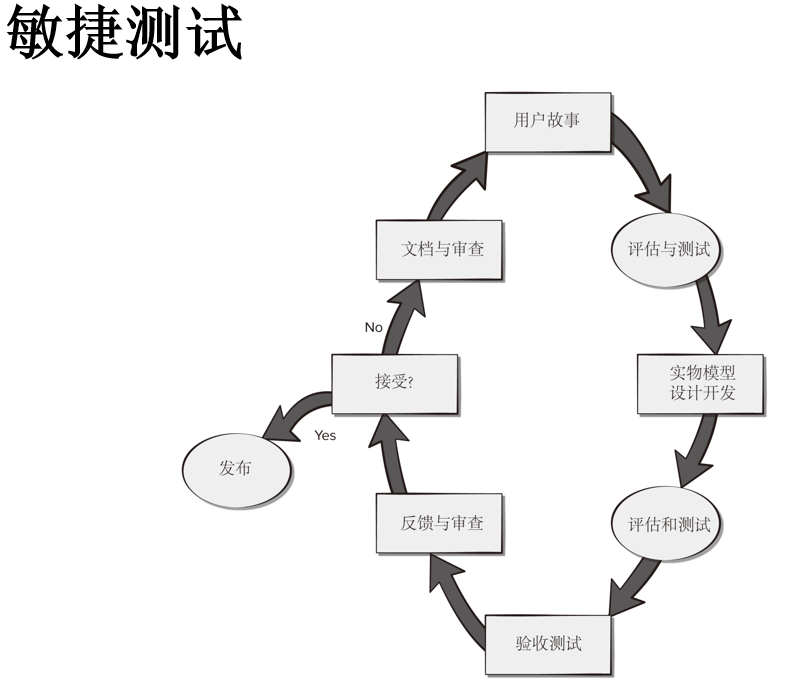 敏捷测试
用户故事
评估与测试
实物模型
设计开发
评估和测试
验收测试
反馈与审查
接受?
Yes
发布
No
文档与审查